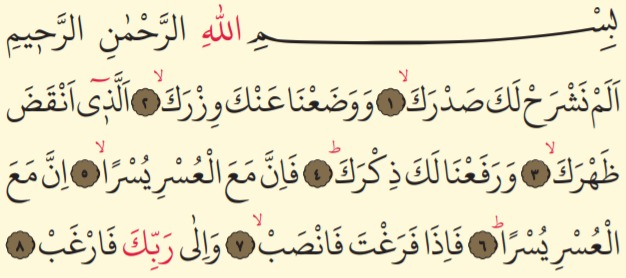 بِسْمِ اللّٰهِ الرَّحْمٰنِ الرَّح۪يمِ
اَلَمْ نَشْرَحْ لَكَ صَدْرَكَۙ ﴿١﴾ وَوَضَعْنَا عَنْكَ وِزْرَكَۙ ﴿٢﴾ اَلَّذ۪ٓى اَنْقَضَ
ظَهْرَكَۙ ﴿٣﴾ وَرَفَعْنَا لَكَ ذِكْرَكَۜ ﴿٤﴾ فَاِنَّ مَعَ الْعُسْرِ يُسْرًاۙ ﴿٥﴾ اِنَّ مَعَ
الْعُسْرِ يُسْرًاۜ ﴿٦﴾ فَاِذَا فَرَغْتَ فَانْصَبْۙ ﴿٧﴾ وَاِلٰى رَبِّكَ فَارْغَبْ ﴿٨﴾